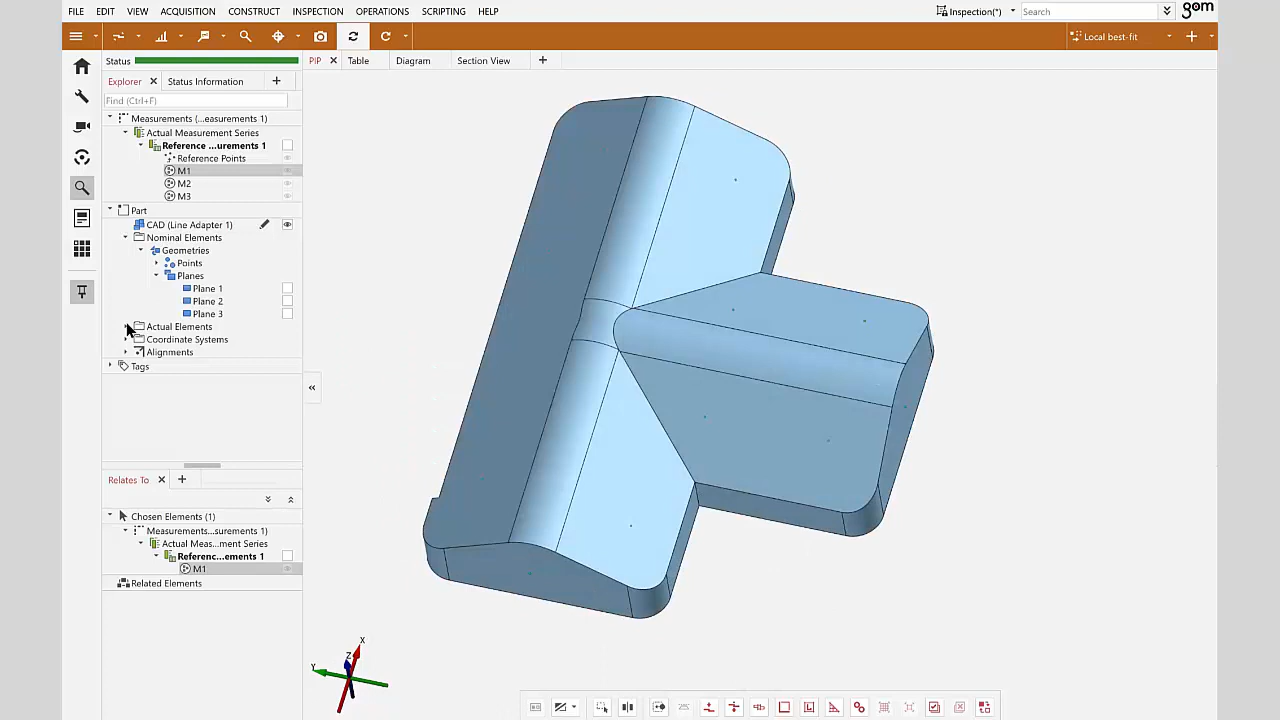 FILE EDIT VIEW ACQUISITION CONSTRUCT INSPECTION OPERATIONS SCRIPTING HELP
Inspection(*)
Search
gom
Local best-fit
Status
PiP
Table
Diagram
Section View
Explorer
Status Information
Find (Ctrl+F)
Measurements (...easurements 1)
Actual Measurement Series
Reference ...urements 1
Reference Points
M1
M2
M3
Part
CAD (Line Adapter 1)
Nominal Elements
Geometries
Points
Planes
Plane 1
Plane 2
Plane 3
Actual Elements
Coordinate Systems
Alignments
Tags
Relates To
Chosen Elements (1)
Measurements...surements 1)
Actual Meas...ment Series
Referenc...ements 1
M1
Related Elements
X
Z
Y